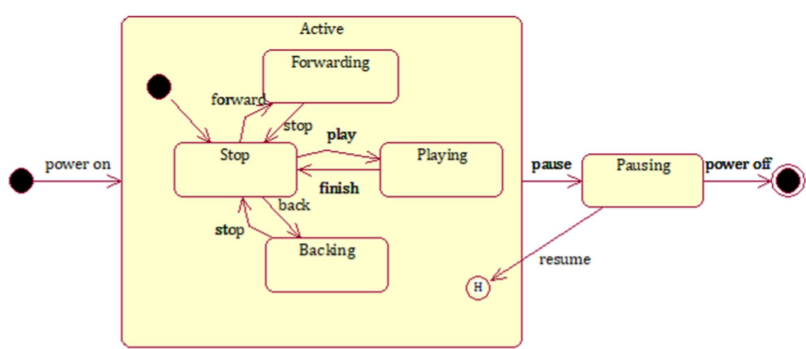 Active
Forwarding
forward
stop
power on
Stop
play
Playing
finish
back
stop
Backing
pause
Pausing
power off
resume
H